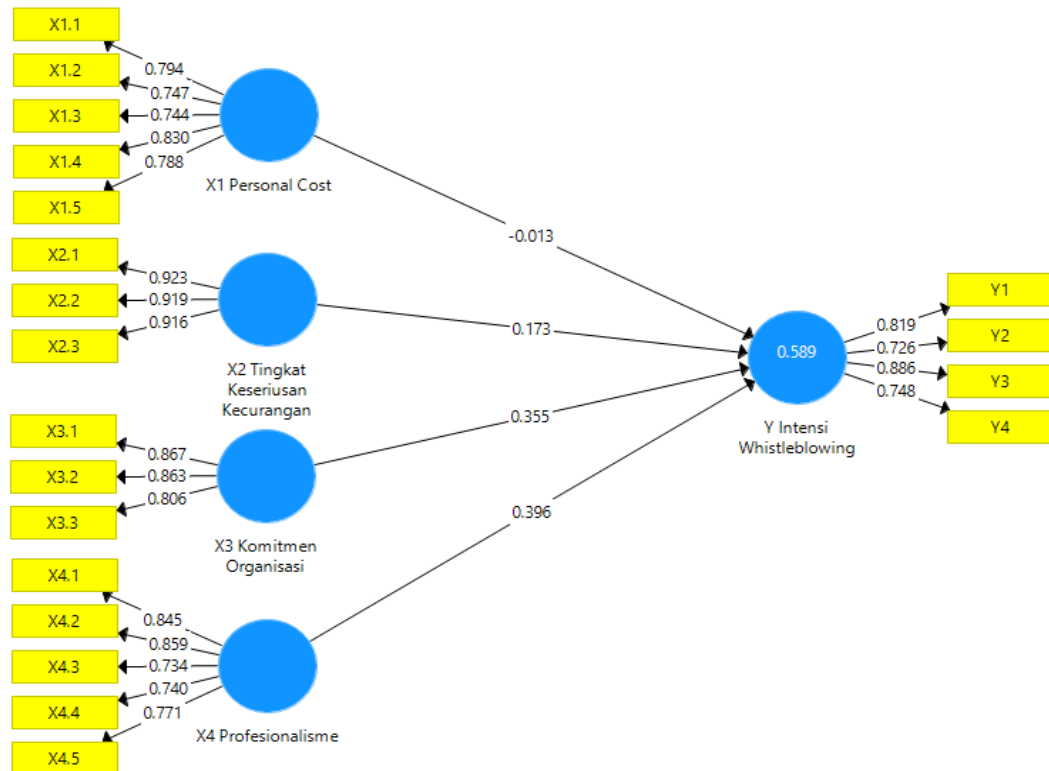 X1.1
X1.2
X1.3
X1.4
X1.5
0.794
0.747
0.744
0.830
0.788
X1 Personal Cost
-0.013
X2.1
X2.2
X2.3
0.923
0.919
0.916
X2 Tingkat
Keseriusan
Kecurangan
0.173
X3.1
X3.2
X3.3
0.867
0.863
0.806
X3 Komitmen
Organisasi
0.355
X4.1
X4.2
X4.3
X4.4
X4.5
0.845
0.859
0.734
0.740
0.771
X4 Profesionalisme
0.396
0.589
Y Intensi
Whistleblowing
0.819
0.726
0.886
0.748
Y1
Y2
Y3
Y4